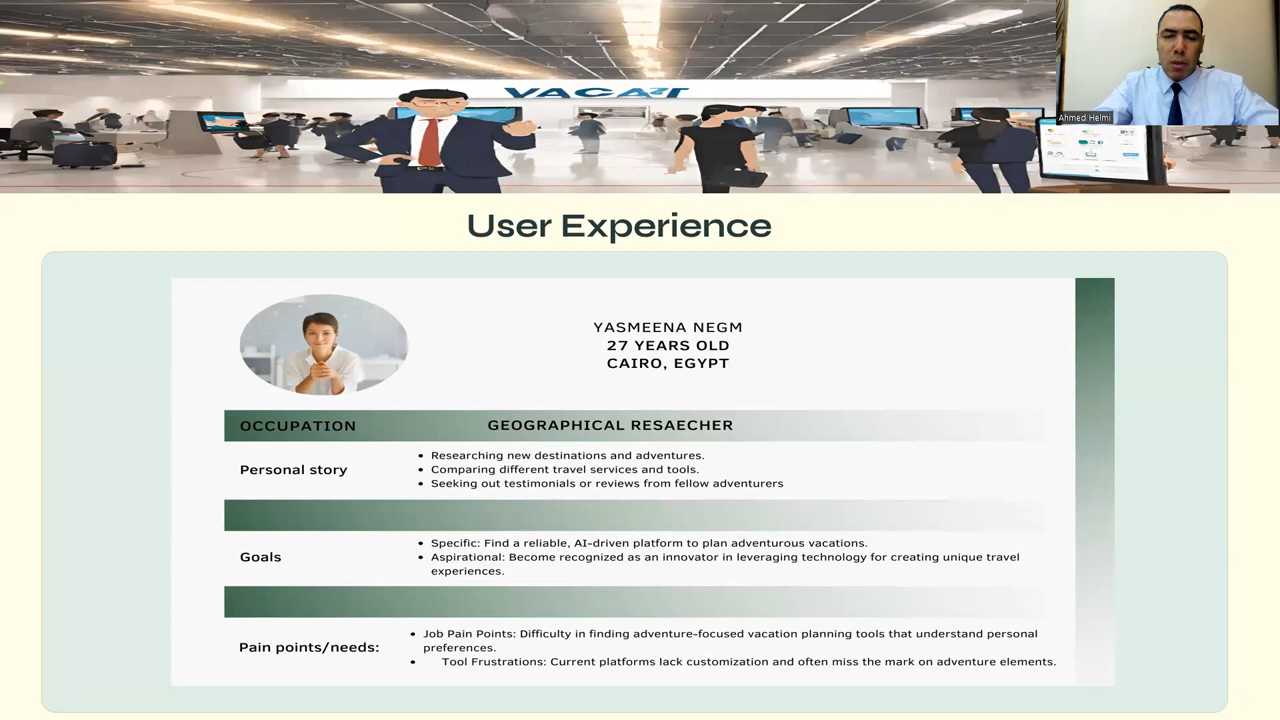 VACAT
Ahmed Helmi
User Experience
YASMEENA NEGM
27 YEARS OLD
CAIRO, EGYPT
OCCUPATION GEOGRAPHICAL RESAECHER
Personal story
• Researching new destinations and adventures.
• Comparing different travel services and tools.
• Seeking out testimonials or reviews from fellow adventurers
Goals
• Specific: Find a reliable, AI-driven platform to plan adventurous vacations.
• Aspirational: Become recognized as an innovator in leveraging technology for creating unique travel
experiences.
Pain points/needs:
• Job Pain Points: Difficulty in finding adventure-focused vacation planning tools that understand personal
preferences.
• Tool Frustrations: Current platforms lack customization and often miss the mark on adventure elements.